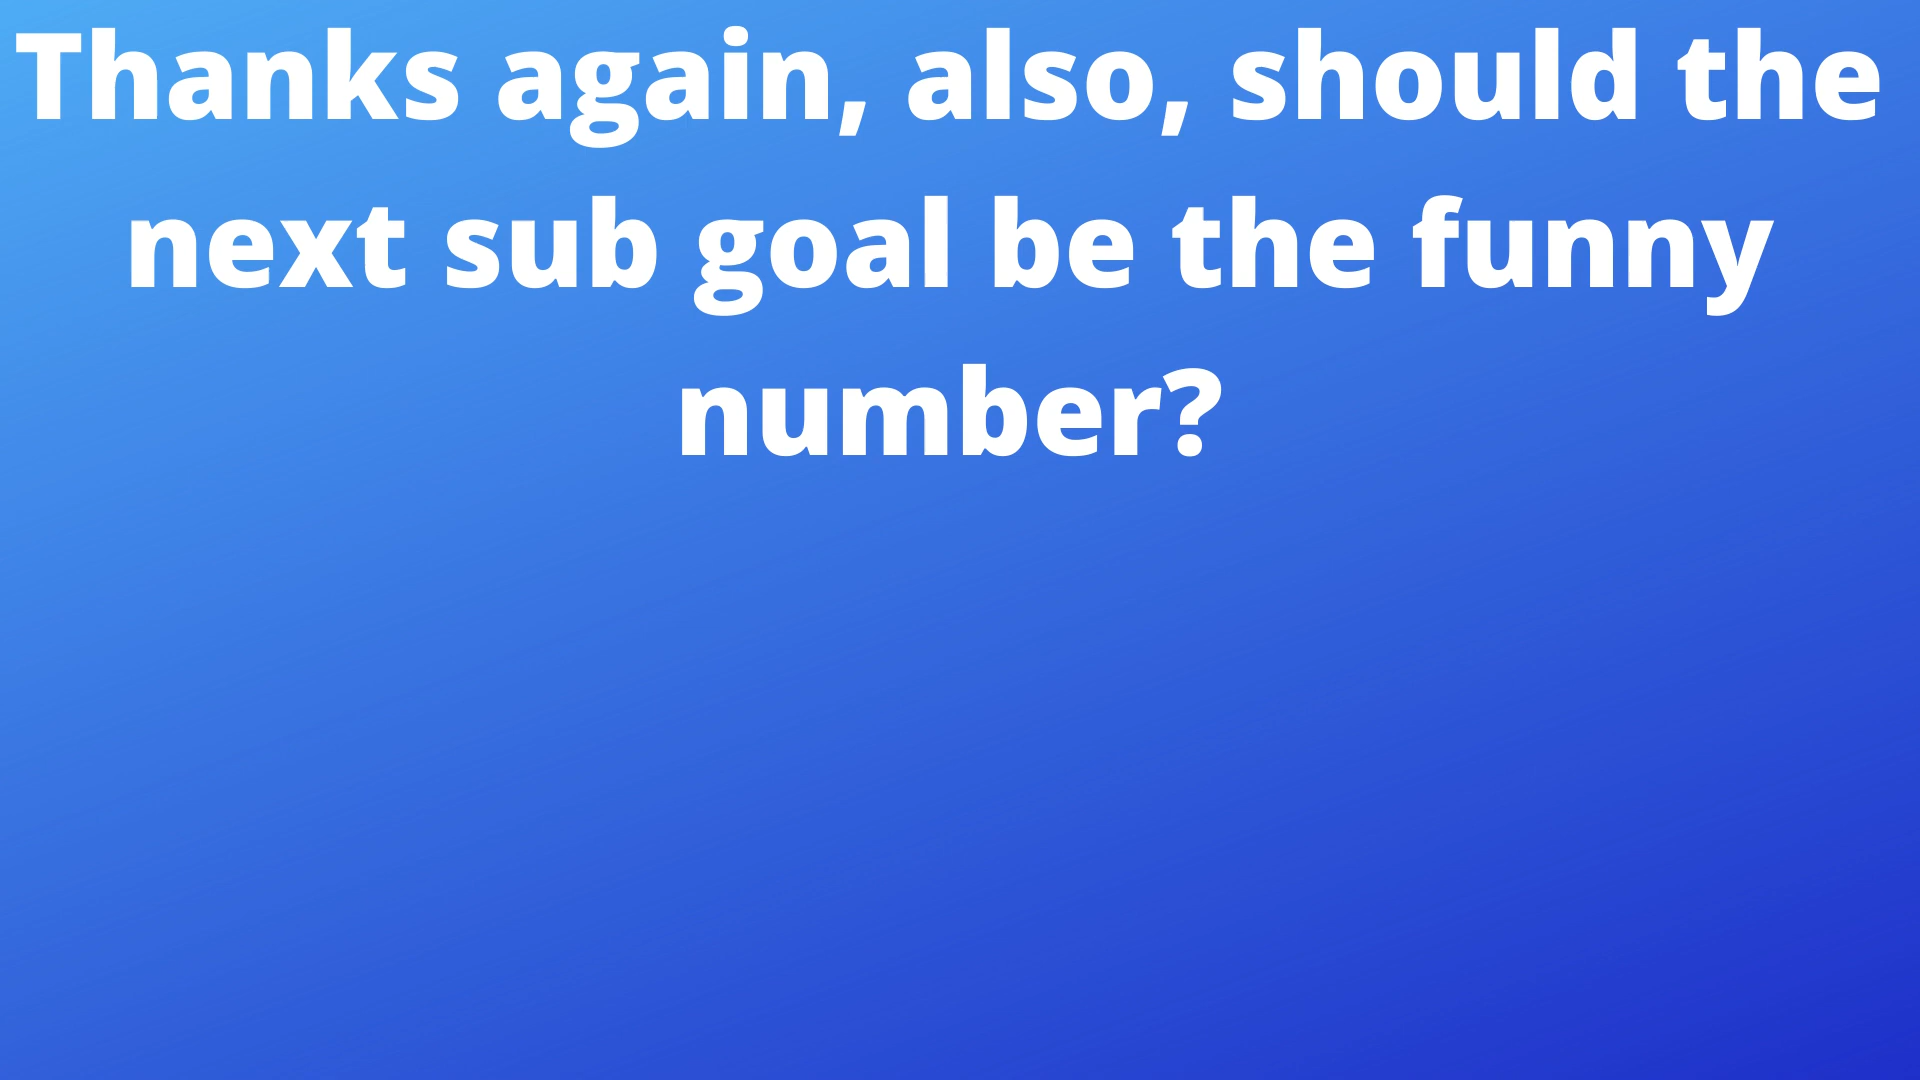 Thanks again, also, should the
next sub goal be the funny
number?